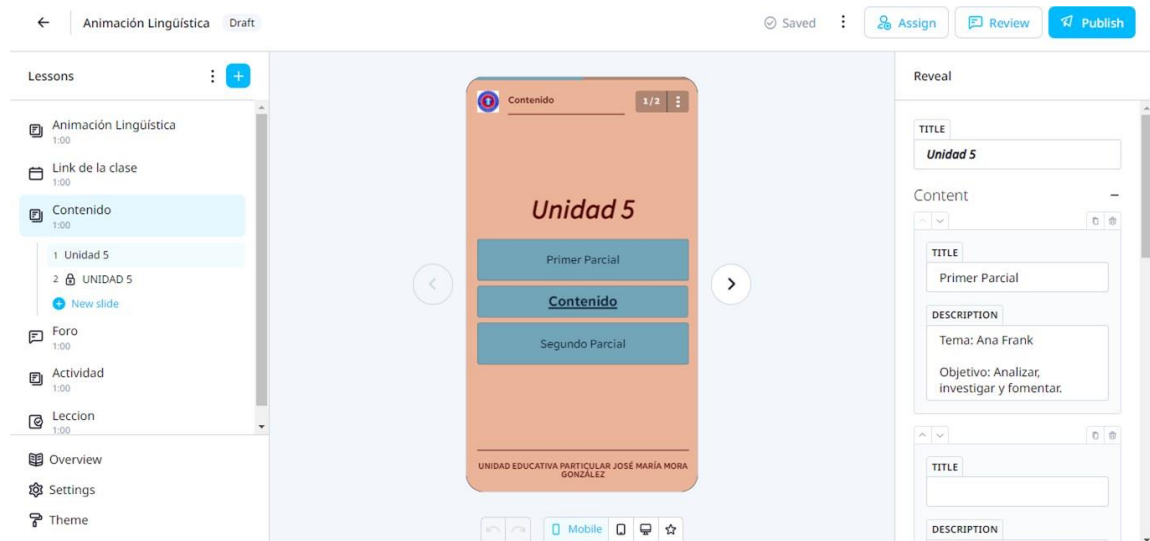 Animación Lingüística Draft
Saved
Assign
Review
Publish
Lessons
Animación Lingüística
1:00
Link de la clase
1:00
Contenido
1:00
1 Unidad 5
2 UNIDAD 5
New slide
Foro
1:00
Actividad
1:00
Leccion
1:00
Overview
Settings
Theme
Contenido
1/2
Unidad 5
Primer Parcial
Contenido
Segundo Parcial
UNIDAD EDUCATIVA PARTICULAR JOSÉ MARÍA MORA
GONZÁLEZ
Mobile
Reveal
TITLE
Unidad 5
Content
TITLE
Primer Parcial
DESCRIPTION
Tema: Ana Frank
Objetivo: Analizar,
investigar y fomentar.
TITLE
DESCRIPTION